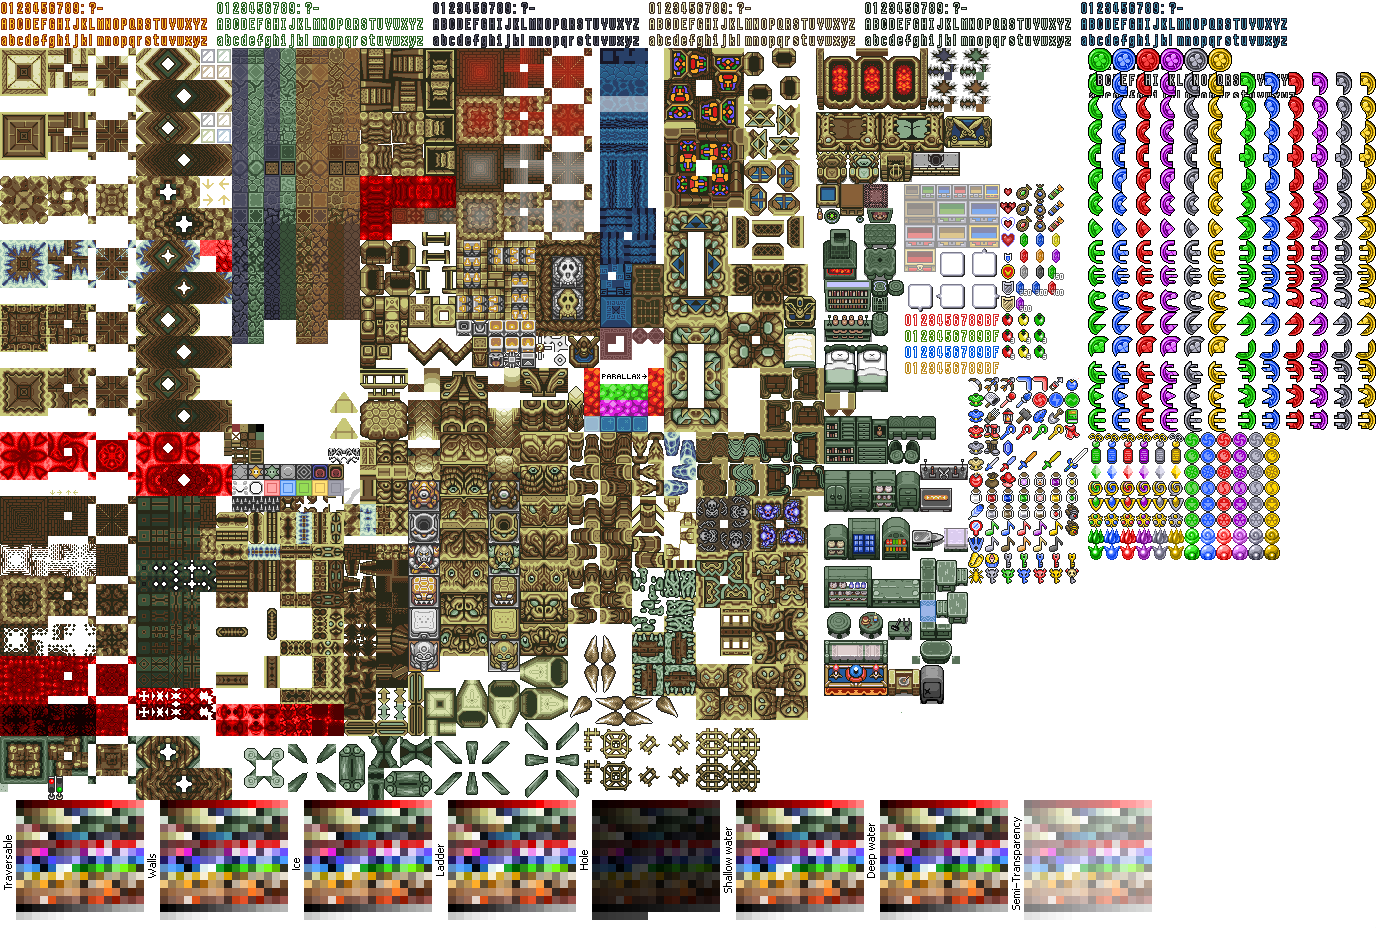 0123456789:?- 0123456789:?- 0123456789:?- 0123456789:?- 0123456789:?- 0123456789:?-
ABCDEFGHIJKLMNOPQRSTUVWXYZ ABCDEFGHIJKLMNOPQRSTUVWXYZ ABCDEFGHIJKLMNOPQRSTUVWXYZ ABCDEFGHIJKLMNOPQRSTUVWXYZ ABCDEFGHIJKLMNOPQRSTUVWXYZ ABCDEFGHIJKLMNOPQRSTUVWXYZ
abcdefghijklmnopqrstuvwxyz abcdefghijklmnopqrstuvwxyz abcdefghijklmnopqrstuvwxyz abcdefghijklmnopqrstuvwxyz abcdefghijklmnopqrstuvwxyz abcdefghijklmnopqrstuvwxyz
0123456789BF
0123456789BF
0123456789BF
0123456789BF
PARALLAX→
Traversable
Walls
Ice
Ladder
Hole
Shallow water
Deep water
Semi-Transparency